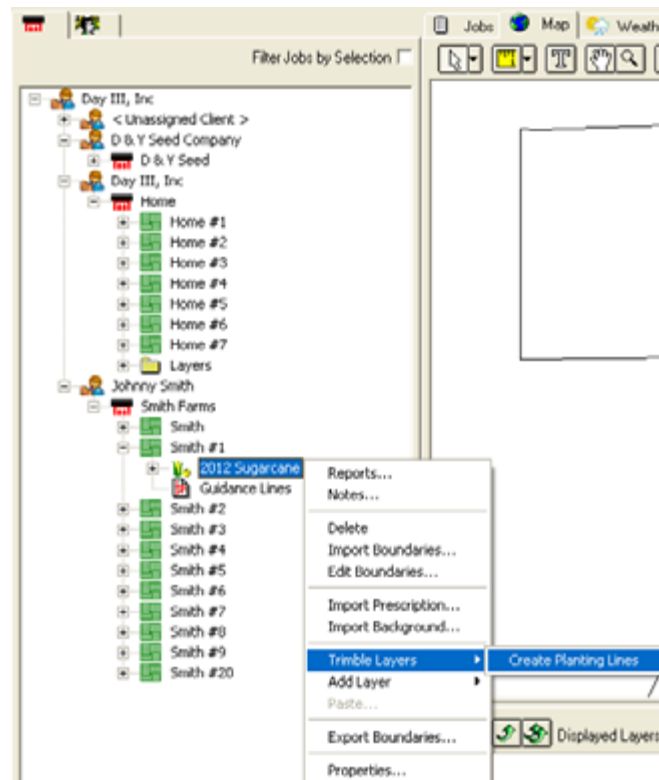 Jobs Map Weath
Filter Jobs by Selection
Day III, Inc
< Unassigned Client >
D & Y Seed Company
D & Y Seed
Day III, Inc
Home
Home #1
Home #2
Home #3
Home #4
Home #5
Home #6
Home #7
Layers
Johnny Smith
Smith Farms
Smith
Smith #1
2012 Sugarcane
Guidance Lines
Smith #2
Smith #3
Smith #4
Smith #5
Smith #6
Smith #7
Smith #8
Smith #9
Smith #20
Reports...
Notes...
Delete
Import Boundaries...
Edit Boundaries...
Import Prescription...
Import Background...
Trimble Layers
Create Planting Lines
Add Layer
Paste...
Export Boundaries...
Properties...
Displayed Layers